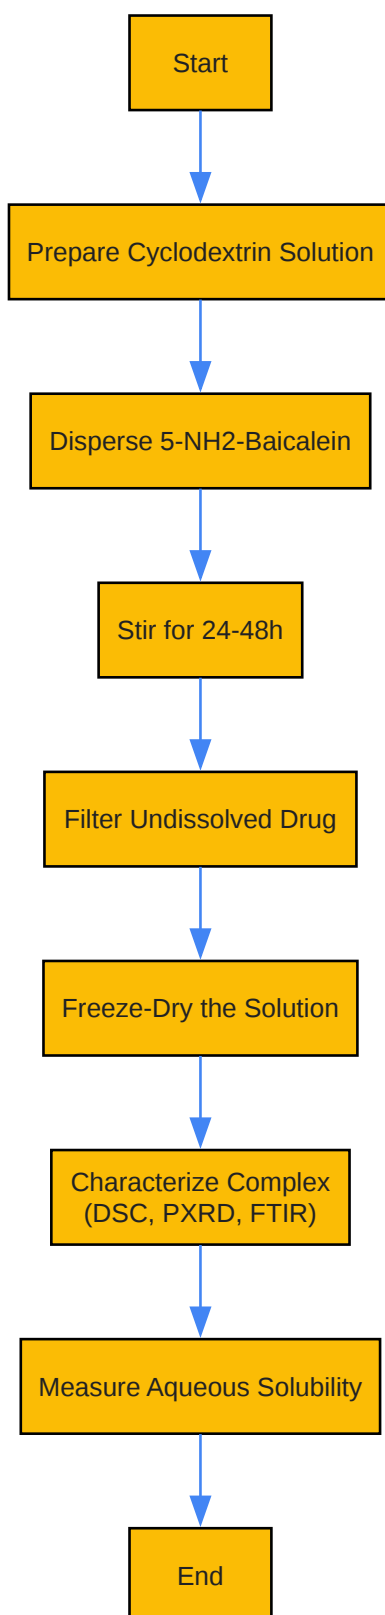 Start
Prepare Cyclodextrin Solution
Disperse 5-NH2-Baicalein
Stir for 24-48h
Filter Undissolved Drug
Freeze-Dry the Solution
Characterize Complex
(DSC, PXRD, FTIR)
Measure Aqueous Solubility
End